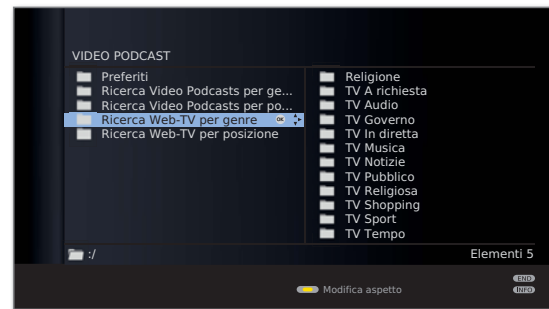 VIDEO PODCAST
Preferiti
Ricerca Video Podcasts per ge...
Ricerca Video Podcasts per po...
Ricerca Web-TV per genre OK
Ricerca Web-TV per posizione
Religione
TV A richiesta
TV Audio
TV Governo
TV In diretta
TV Musica
TV Notizie
TV Pubblico
TV Religiosa
TV Shopping
TV Sport
TV Tempo
:/
Elementi 5
END
Modifica aspetto
INFO